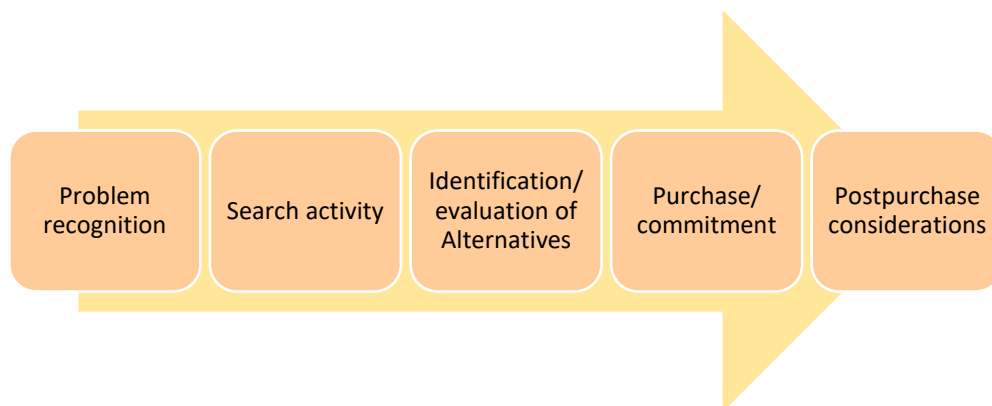 Problem
recognition
Search activity
Identification/
evaluation of
Alternatives
Purchase/
commitment
Postpurchase
considerations